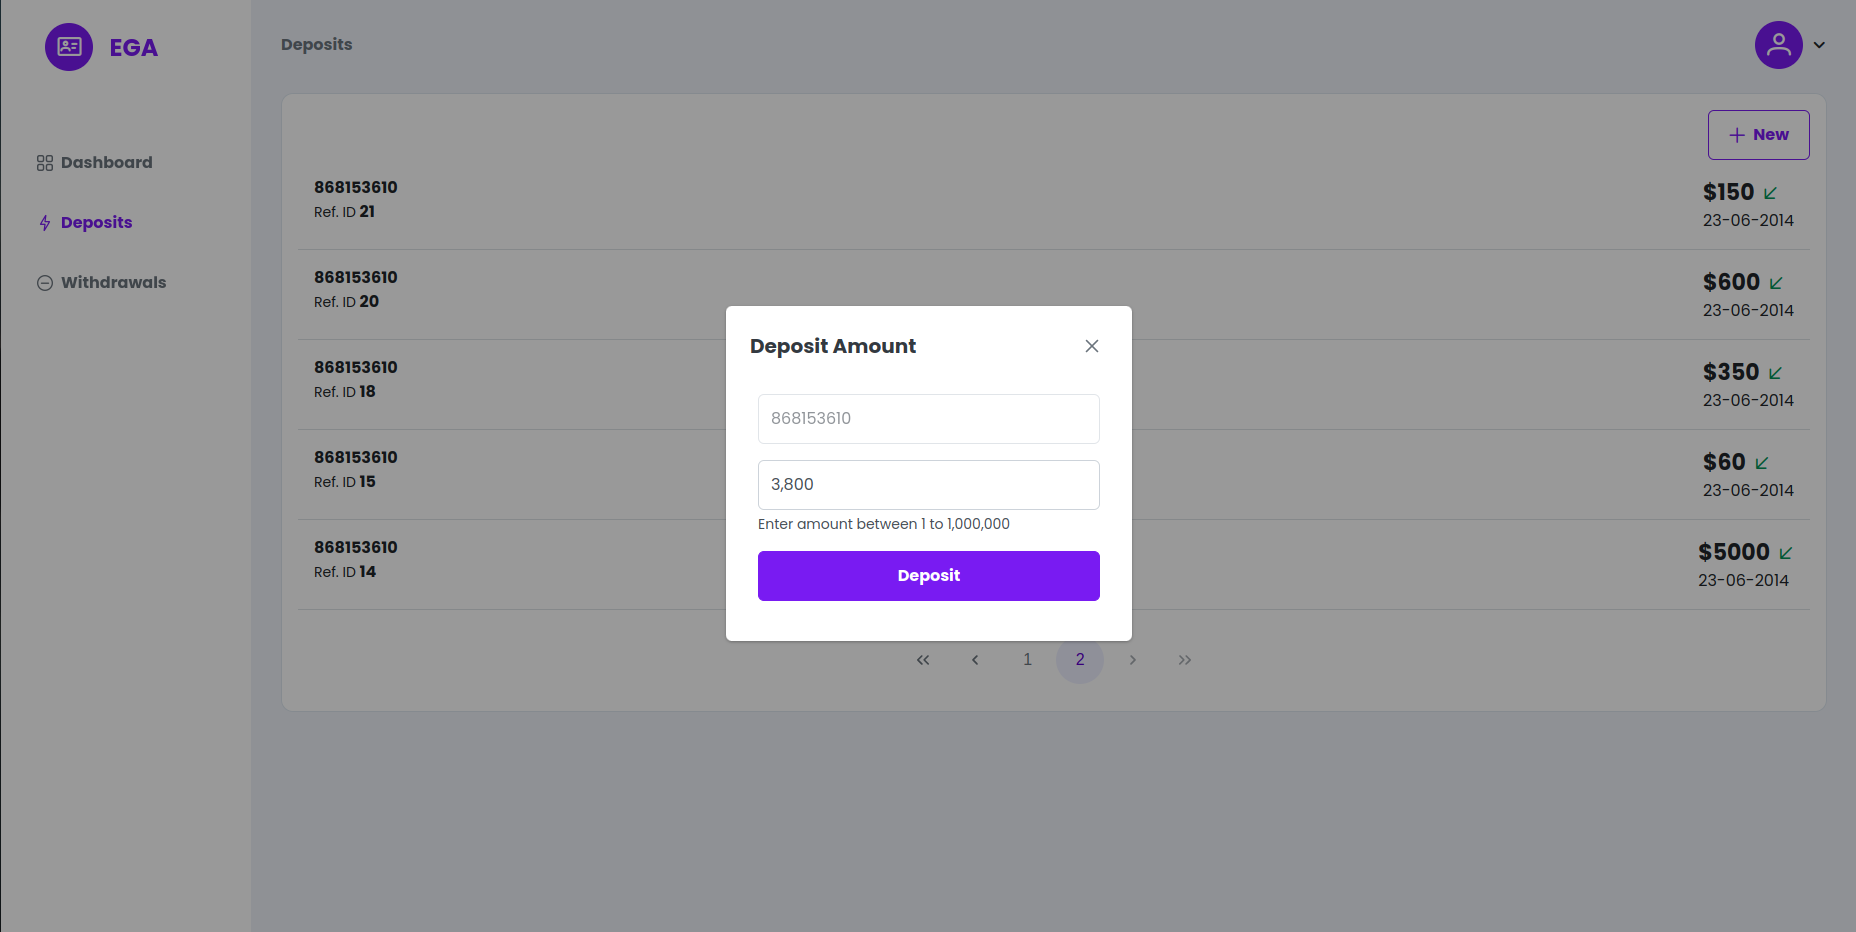 EGA
Deposits
Dashboard
Deposits
Withdrawals
New
868153610
Ref. ID 21
$150
23-06-2014
868153610
Ref. ID 20
$600
23-06-2014
868153610
Ref. ID 18
$350
23-06-2014
868153610
Ref. ID 15
$60
23-06-2014
868153610
Ref. ID 14
$5000
23-06-2014
Deposit Amount
868153610
3,800
Enter amount between 1 to 1,000,000
Deposit
« ‹ 1 2 › »